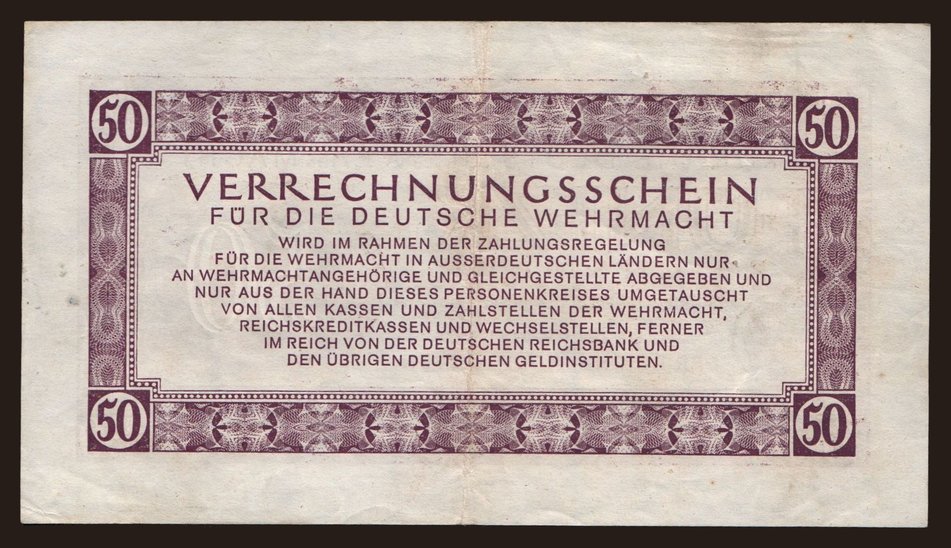 50 50
VERRECHNUNGSSCHEIN
FÜR DIE DEUTSCHE WEHRMACHT
WIRD IM RAHMEN DER ZAHLUNGSREGELUNG
FÜR DIE WEHRMACHT IN AUSSERDEUTSCHEN LÄNDERN NUR
AN WEHRMACHTANGEHÖRIGE UND GLEICHGESTELLTE ABGEGEBEN UND
NUR AUS DER HAND DIESES PERSONENKREISES UMGETAUSCHT
VON ALLEN KASSEN UND ZAHLSTELLEN DER WEHRMACHT,
REICHSKREDITKASSEN UND WECHSELSTELLEN, FERNER
IM REICH VON DER DEUTSCHEN REICHSBANK UND
DEN ÜBRIGEN DEUTSCHEN GELDINSTITUTEN.
50 50